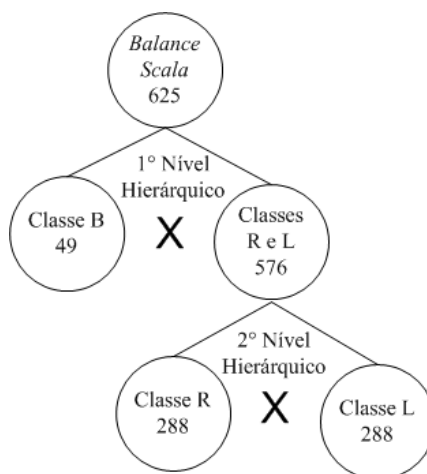 Balance
Scala
625
1° Nível
Hierárquico
Classe B
49
X
Classes
R e L
576
2° Nível
Hierárquico
Classe R
288
X
Classe L
288